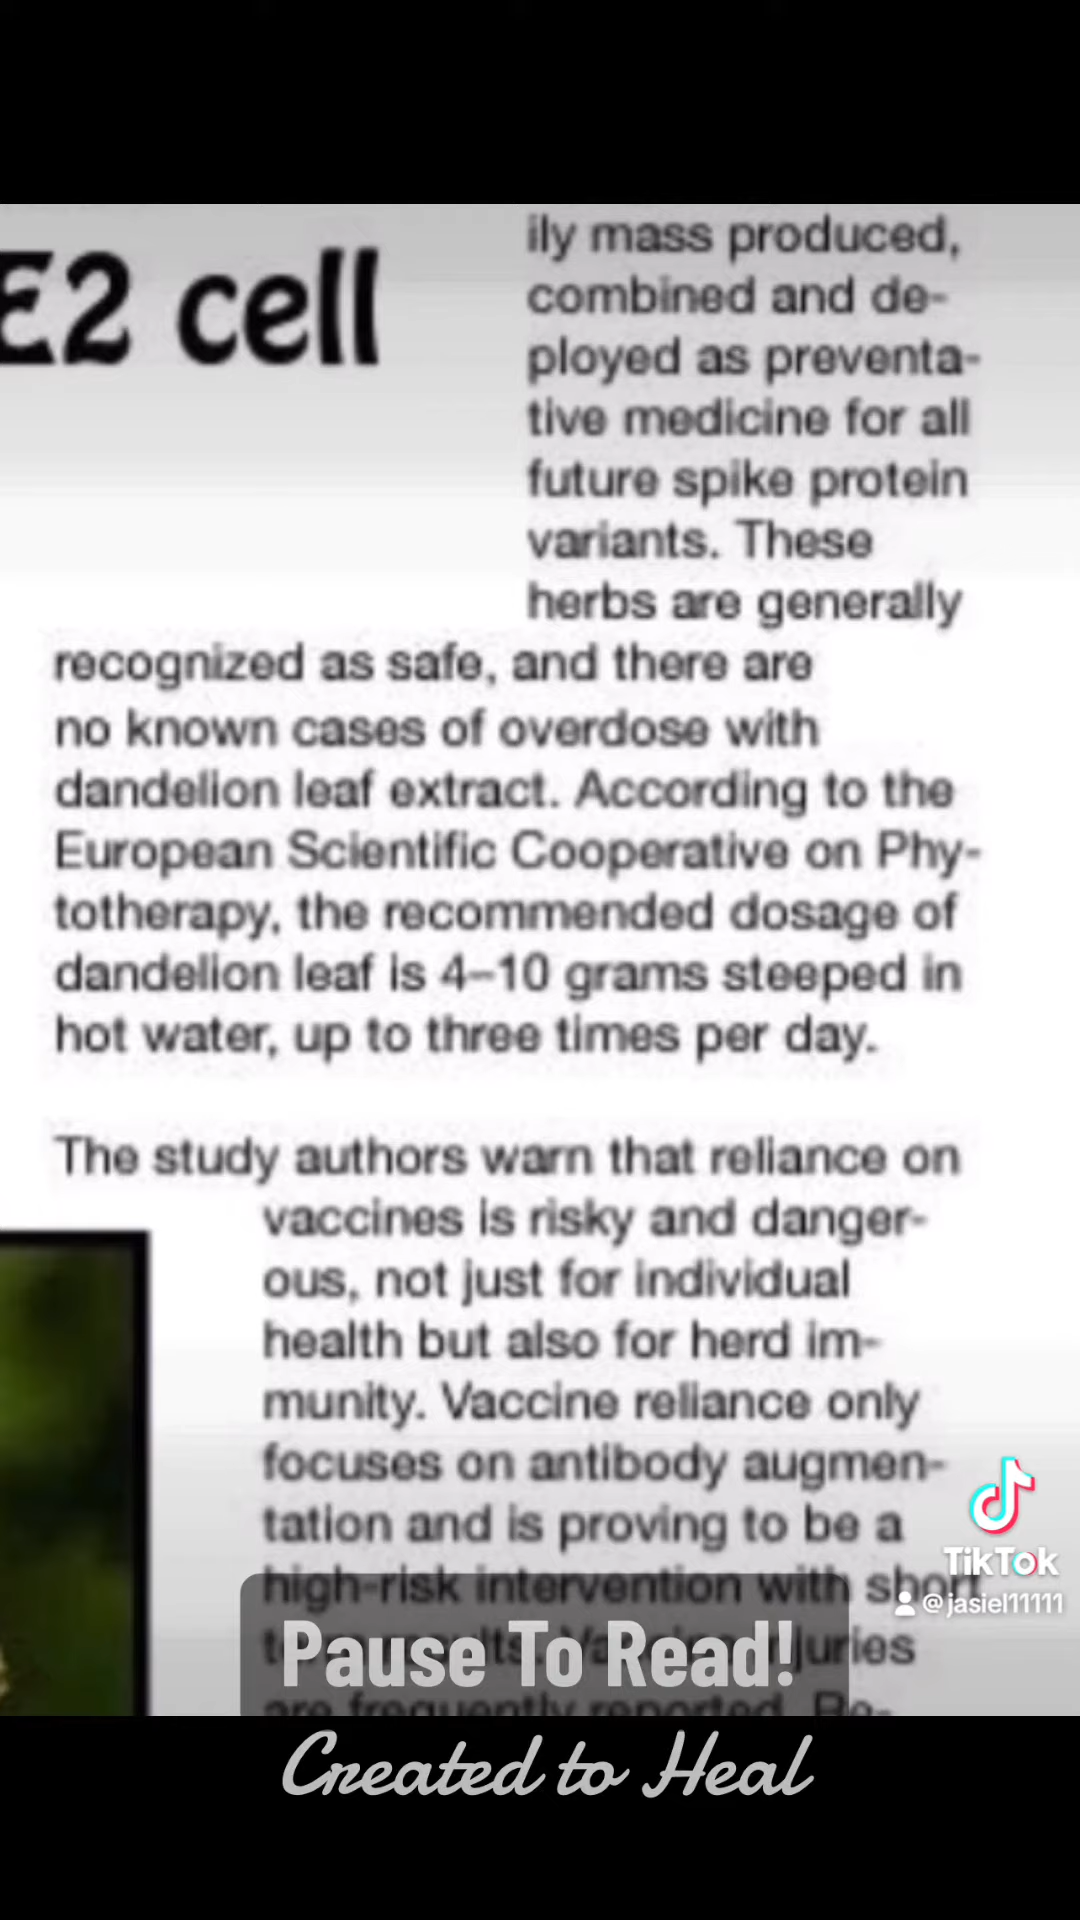 E2 cell
ily mass produced,
combined and de-
ployed as preventa-
tive medicine for all
future spike protein
variants. These
herbs are generally
recognized as safe, and there are
no known cases of overdose with
dandelion leaf extract. According to the
European Scientific Cooperative on Phy-
totherapy, the recommended dosage of
dandelion leaf is 4–10 grams steeped in
hot water, up to three times per day.
The study authors warn that reliance on
vaccines is risky and danger-
ous, not just for individual
health but also for herd im-
munity. Vaccine reliance only
focuses on antibody augmen-
tation and is proving to be a
high-risk intervention with short
juries
are frequently reported. Re-
Pause To Read!
Created to Heal
TikTok
@jasiel11111